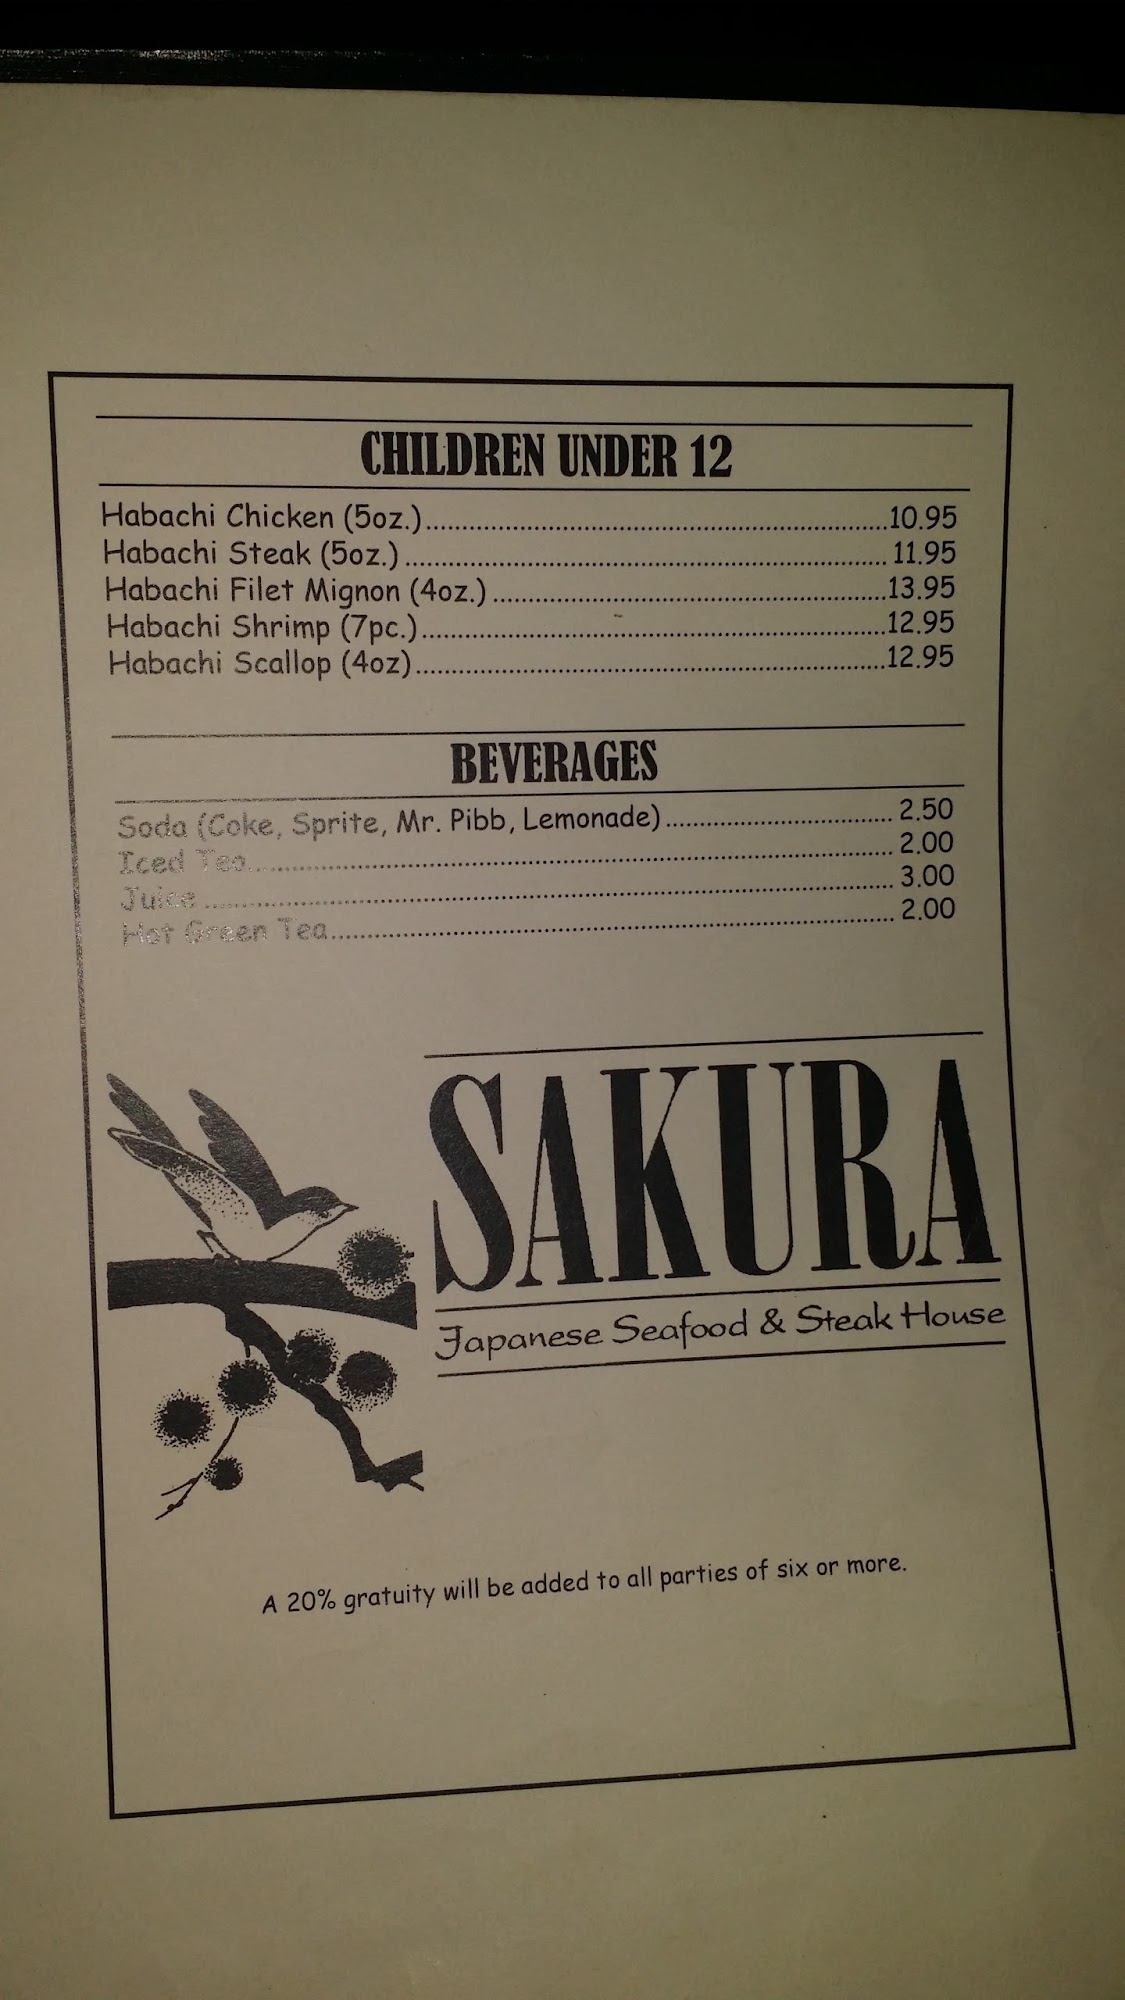 CHILDREN UNDER 12
Habachi Chicken (5oz.)..........10.95
Habachi Steak (5oz.)..........11.95
Habachi Filet Mignon (4oz.)..........13.95
Habachi Shrimp (7pc.)..........12.95
Habachi Scallop (4oz)..........12.95
BEVERAGES
Soda (Coke, Sprite, Mr. Pibb, Lemonade)..........2.50
Iced Tea..........2.00
Juice..........3.00
Hot Green Tea..........2.00
SAKURA
Japanese Seafood & Steak House
A 20% gratuity will be added to all parties of six or more.